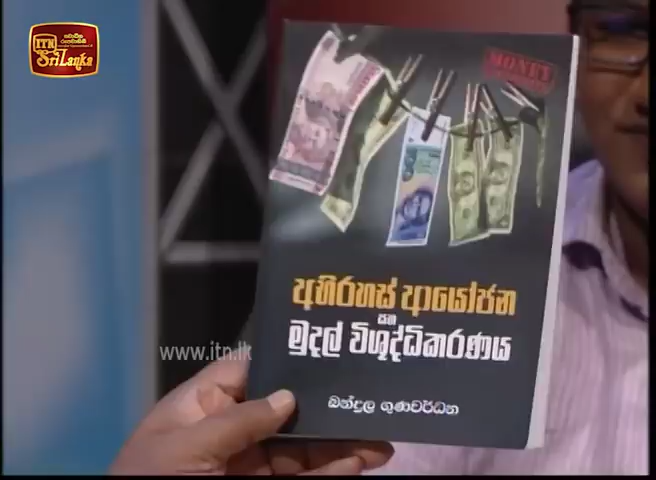 ITN
Sri Lanka
MONEY
අභිරහස් ආයෝජන
සහ
මුදල් විශුද්ධිකරණය
www.itn.lk
බන්දුල ගුණවර්ධන